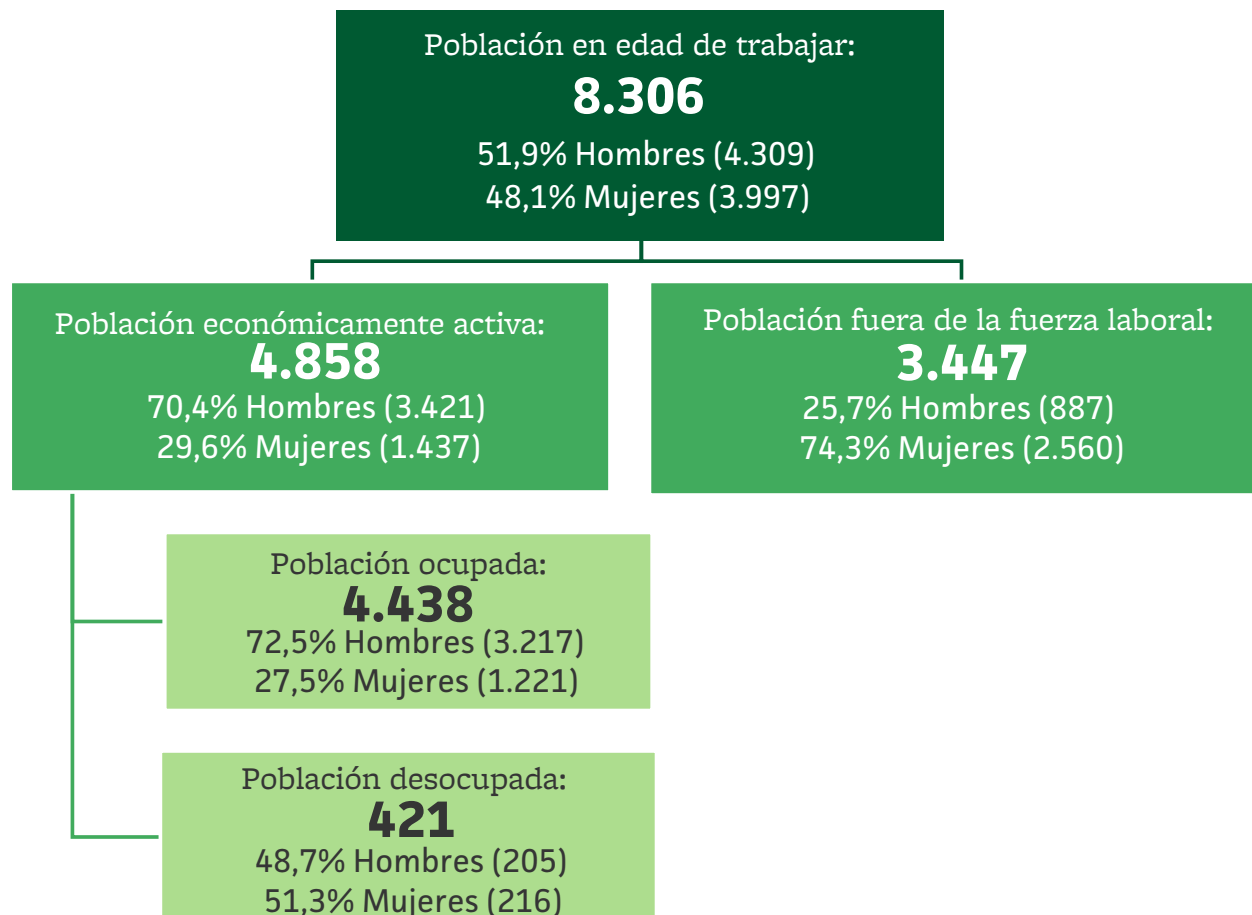 Población en edad de trabajar:
8.306
51,9% Hombres (4.309)
48,1% Mujeres (3.997)
Población económicamente activa:
4.858
70,4% Hombres (3.421)
29,6% Mujeres (1.437)
Población fuera de la fuerza laboral:
3.447
25,7% Hombres (887)
74,3% Mujeres (2.560)
Población ocupada:
4.438
72,5% Hombres (3.217)
27,5% Mujeres (1.221)
Población desocupada:
421
48,7% Hombres (205)
51,3% Mujeres (216)